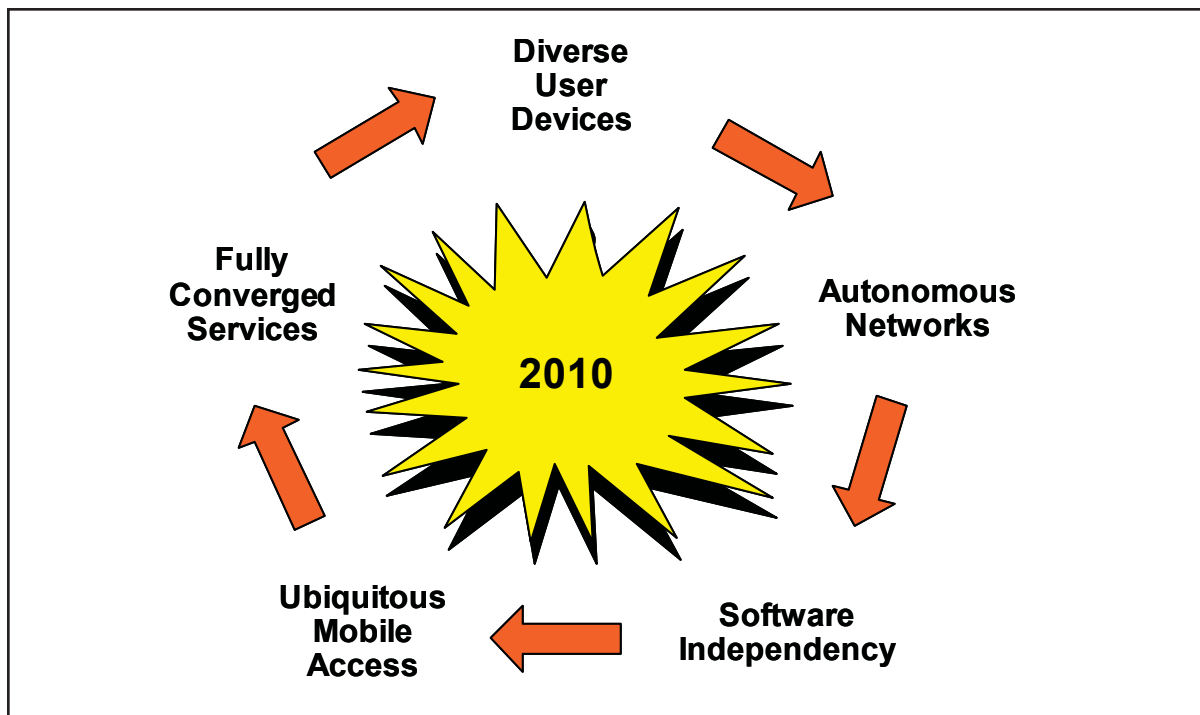 Diverse
User
Devices
Fully
Converged
Services
Autonomous
Networks
2010
Ubiquitous
Mobile
Access
Software
Independency